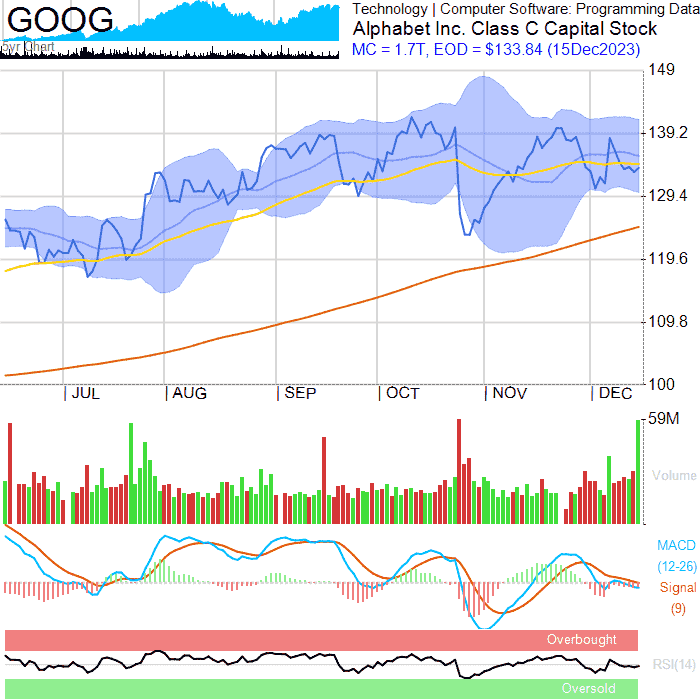 GOOG
Technology | Computer Software: Programming Data
Alphabet Inc. Class C Capital Stock
MC = 1.7T, EOD = $133.84 (15Dec2023)
5yr Chart
149
139.2
129.4
119.6
109.8
100
JUL AUG SEP OCT NOV DEC
59M
Volume
MACD
(12-26)
Signal
(9)
Overbought
RSI(14)
Oversold